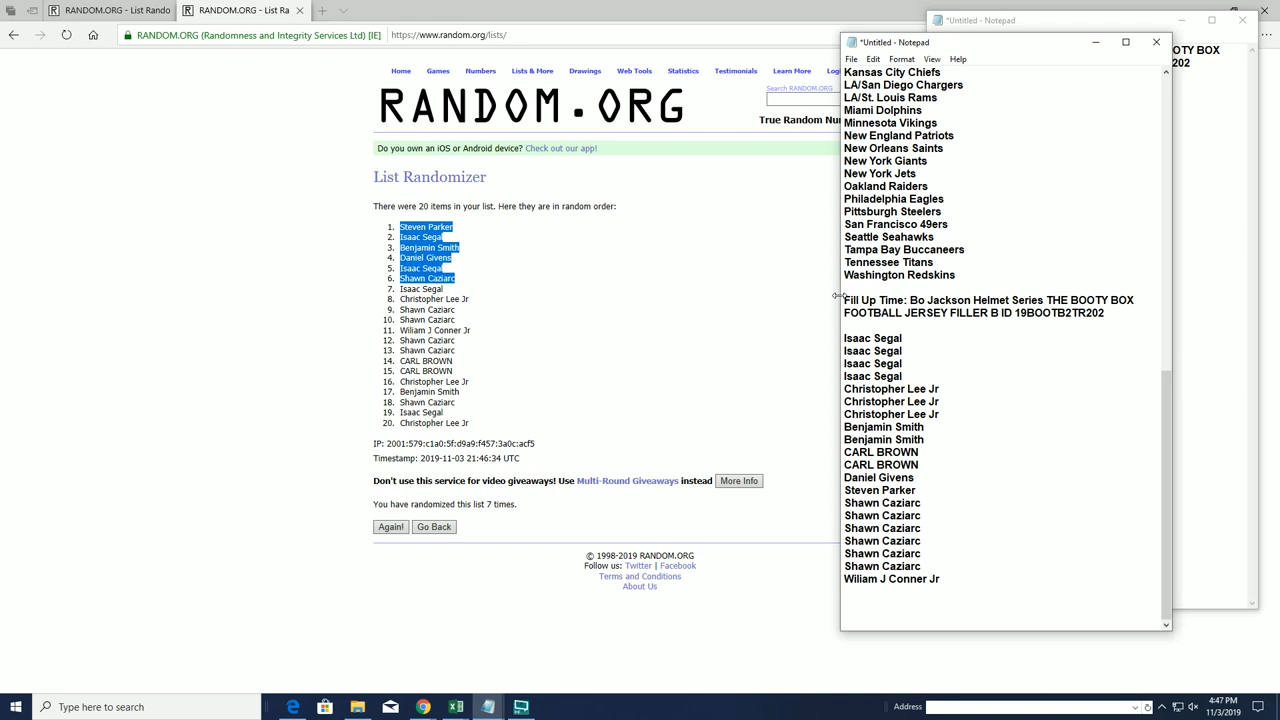 RANDOM.ORG - List Rando
RANDOM.ORG - List Ra
RANDOM.ORG (Randomness and Integrity Services Ltd) [IE]
https://www.random.org/lists/
Home Games Numbers Lists & More Drawings Web Tools Statistics Testimonials Learn More
RANDOM.ORG
Search RANDOM.ORG
True Random Nu
Do you own an iOS or Android device? Check out our app!
List Randomizer
There were 20 items in your list. Here they are in random order:
1. Steven Parker
2. Isaac Segal
3. Benjamin Smith
4. Daniel Givens
5. Isaac Segal
6. Shawn Caziarc
7. Isaac Segal
8. Christopher Lee Jr
9. Shawn Caziarc
10. Shawn Caziarc
11. Wiliam J Conner Jr
12. Shawn Caziarc
13. Shawn Caziarc
14. CARL BROWN
15. CARL BROWN
16. Christopher Lee Jr
17. Benjamin Smith
18. Shawn Caziarc
19. Isaac Segal
20. Christopher Lee Jr
IP: 2001:579:c1a0:5f:d9a9:f457:3a0c:acf5
Timestamp: 2019-11-03 21:46:34 UTC
Don't use this service for video giveaways! Use Multi-Round Giveaways instead More Info
You have randomized this list 7 times.
Again! Go Back
© 1998-2019 RANDOM.ORG
Follow us: Twitter | Facebook
Terms and Conditions
About Us
*Untitled - Notepad
OOTY BOX
202
*Untitled - Notepad
File Edit Format View Help
Kansas City Chiefs
LA/San Diego Chargers
LA/St. Louis Rams
Miami Dolphins
Minnesota Vikings
New England Patriots
New Orleans Saints
New York Giants
New York Jets
Oakland Raiders
Philadelphia Eagles
Pittsburgh Steelers
San Francisco 49ers
Seattle Seahawks
Tampa Bay Buccaneers
Tennessee Titans
Washington Redskins
Fill Up Time: Bo Jackson Helmet Series THE BOOTY BOX
FOOTBALL JERSEY FILLER B ID 19BOOTB2TR202
Isaac Segal
Isaac Segal
Isaac Segal
Isaac Segal
Christopher Lee Jr
Christopher Lee Jr
Christopher Lee Jr
Benjamin Smith
Benjamin Smith
CARL BROWN
CARL BROWN
Daniel Givens
Steven Parker
Shawn Caziarc
Shawn Caziarc
Shawn Caziarc
Shawn Caziarc
Shawn Caziarc
Shawn Caziarc
Wiliam J Conner Jr
Type here to search
Address
4:47 PM
11/3/2019